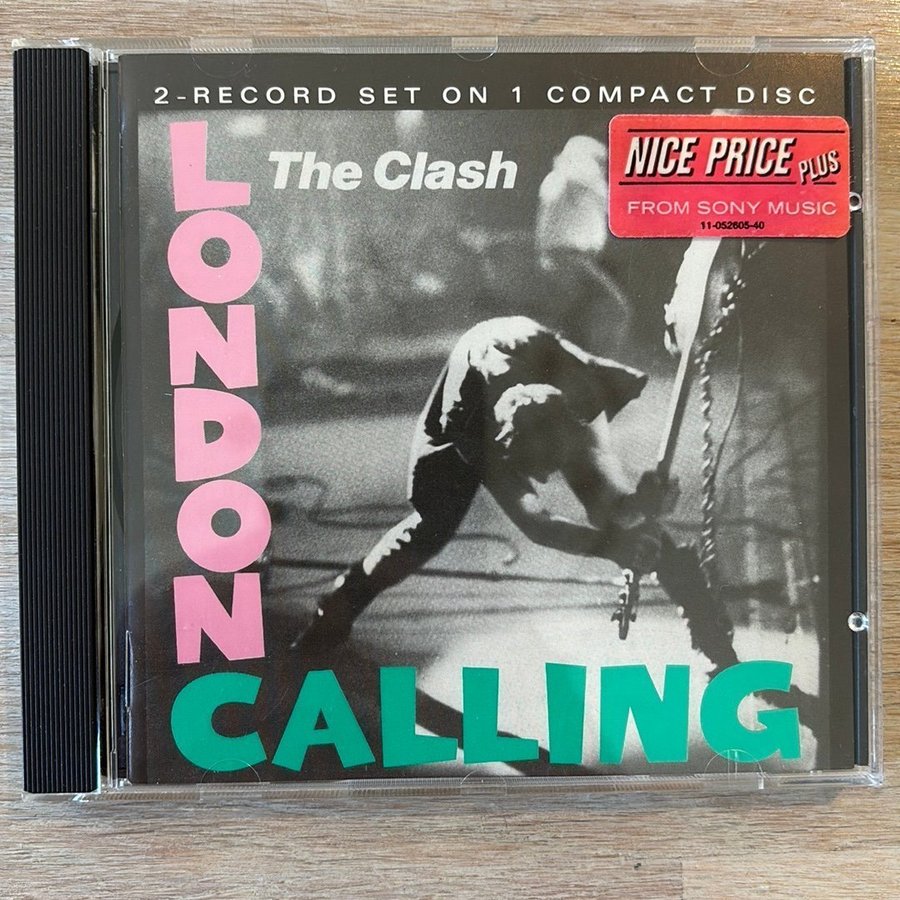 2-RECORD SET ON 1 COMPACT DISC
The Clash
NICE PRICE PLUS
FROM SONY MUSIC
11-052605-40
LONDON
CALLING